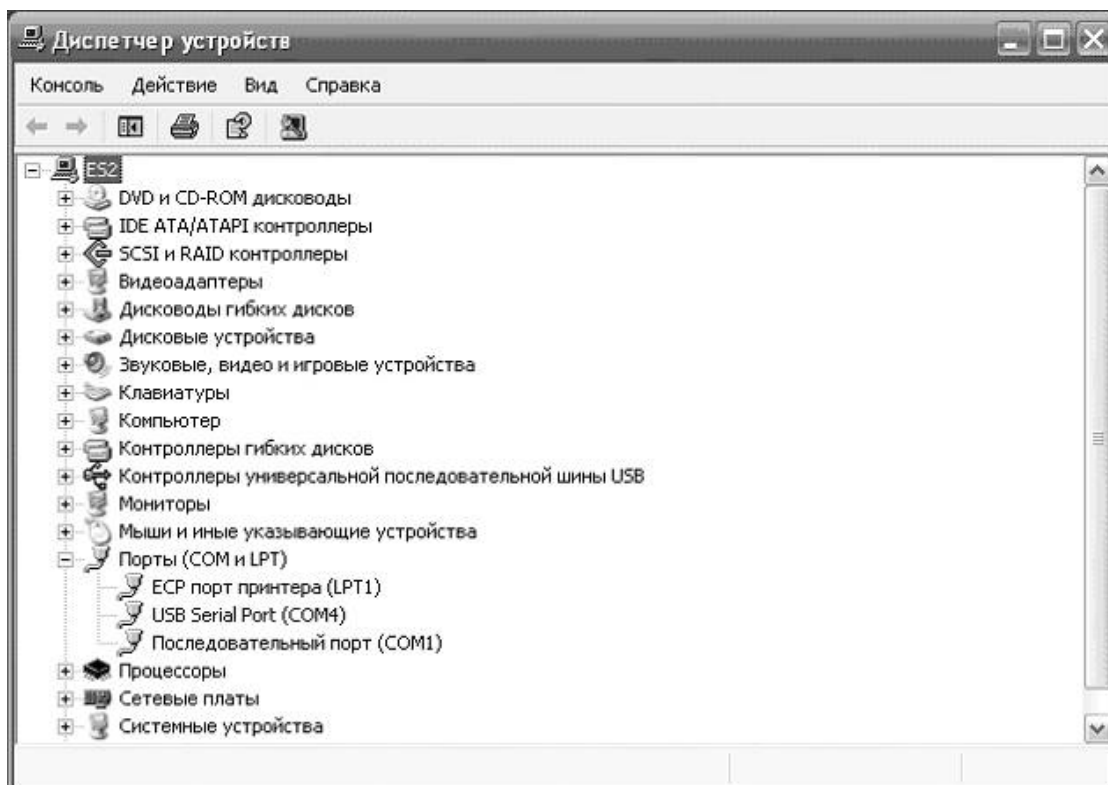 Диспетчер устройств
Консоль Действие Вид Справка
ES2
DVD и CD-ROM дисководы
IDE ATA/ATAPI контроллеры
SCSI и RAID контроллеры
Видеоадаптеры
Дисководы гибких дисков
Дисковые устройства
Звуковые, видео и игровые устройства
Клавиатуры
Компьютер
Контроллеры гибких дисков
Контроллеры универсальной последовательной шины USB
Мониторы
Мыши и иные указывающие устройства
Порты (COM и LPT)
ECP порт принтера (LPT1)
USB Serial Port (COM4)
Последовательный порт (COM1)
Процессоры
Сетевые платы
Системные устройства